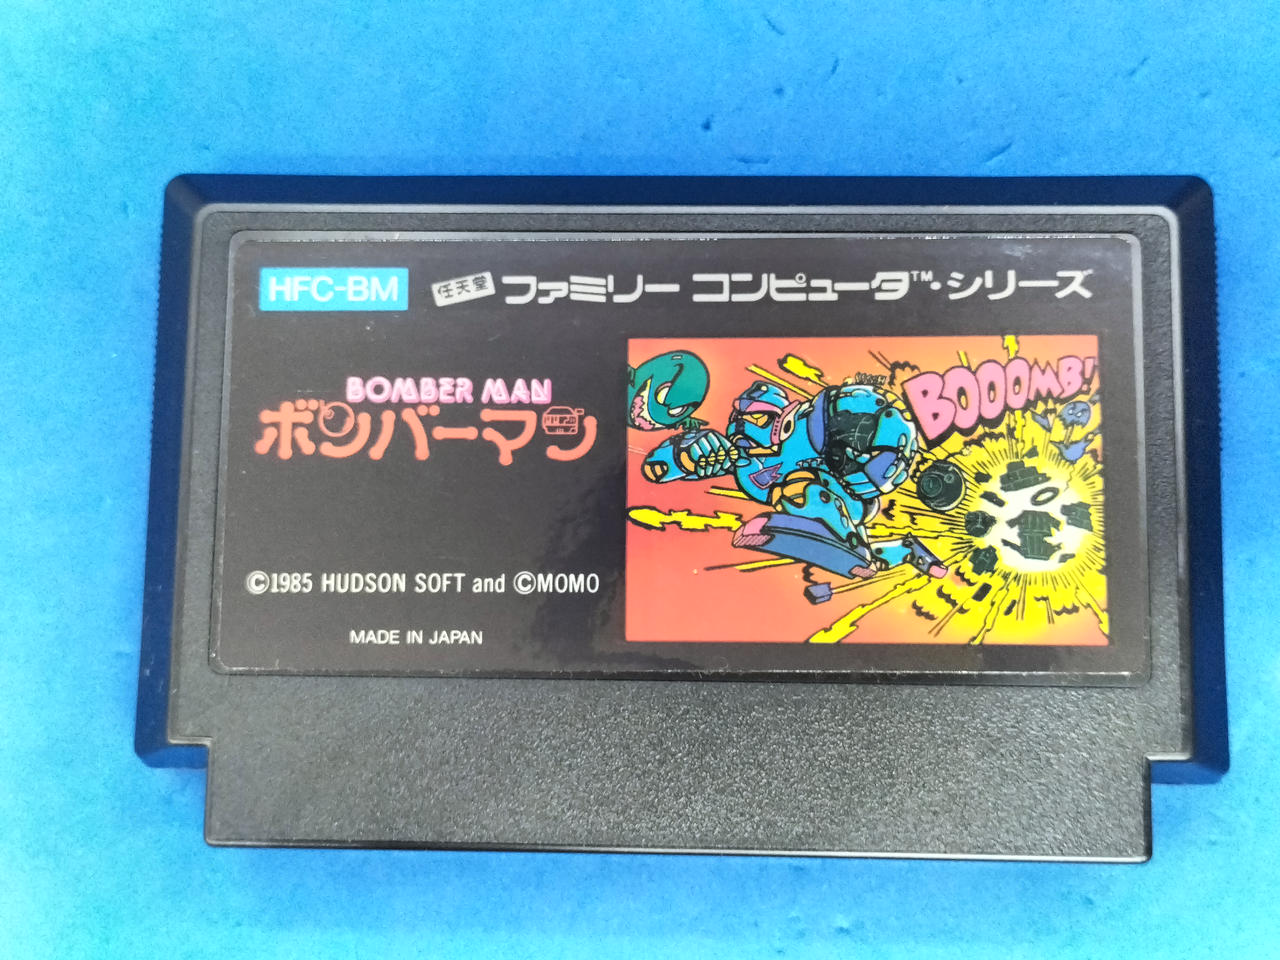 HFC-BM
任天堂 ファミリー コンピュータ™・シリーズ
BOMBER MAN
ボンバーマン
BOOOMB!
©1985 HUDSON SOFT and ©MOMO
MADE IN JAPAN